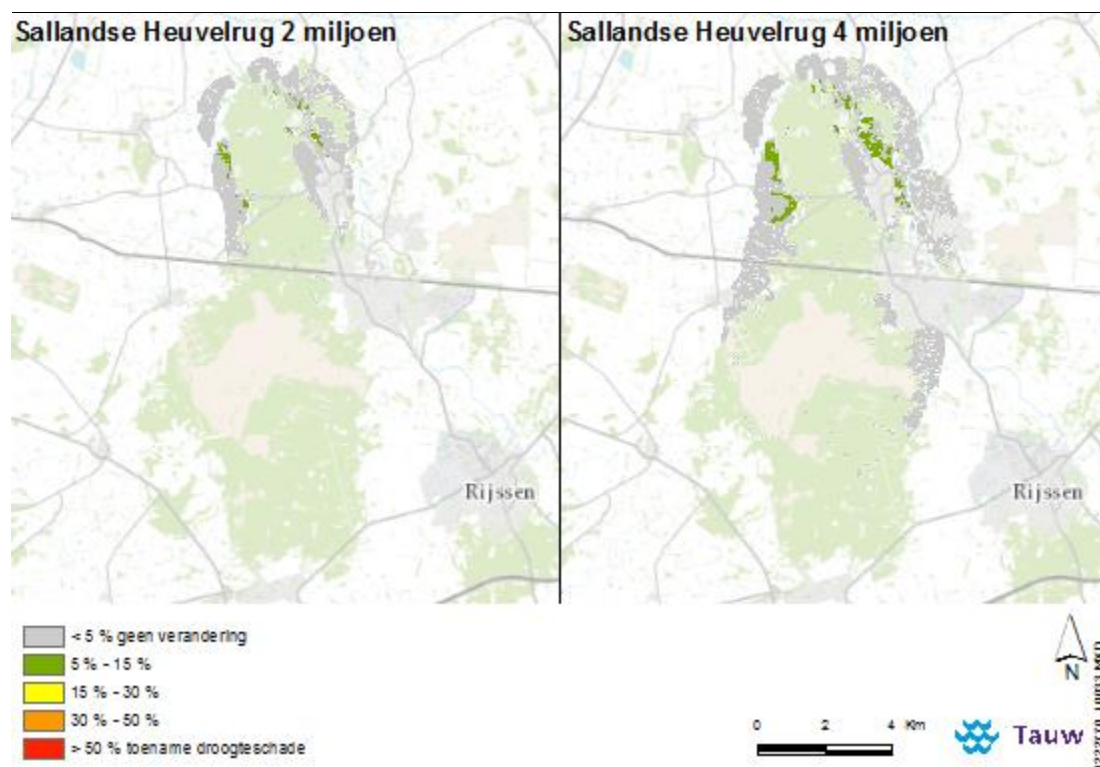 Sallandse Heuvelrug 2 miljoen
Sallandse Heuvelrug 4 miljoen
Rijssen
Rijssen
< 5 % geen verandering
5 % - 15 %
15 % - 30 %
30 % - 50 %
> 50 % toename droogteschade
N
0 2 4 Km
Tauw